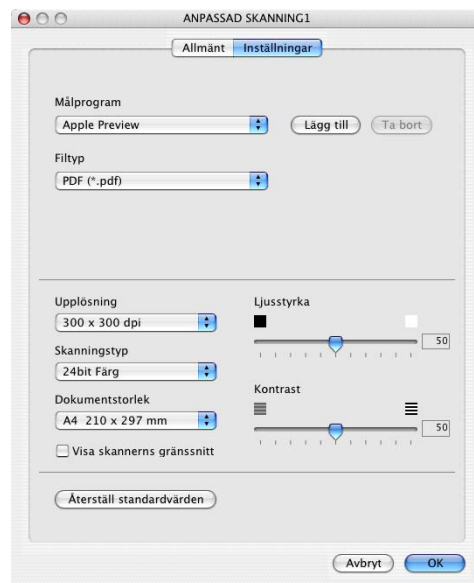 ANPASSAD SKANNING1
Allmänt Inställningar
Målprogram
Apple Preview Lägg till Ta bort
Filtyp
PDF (*.pdf)
Upplösning Ljusstyrka
300 x 300 dpi
50
Skanningstyp
24bit Färg
Kontrast
Dokumentstorlek
A4 210 x 297 mm 50
Visa skannerns gränssnitt
Återställ standardvärden
Avbryt OK